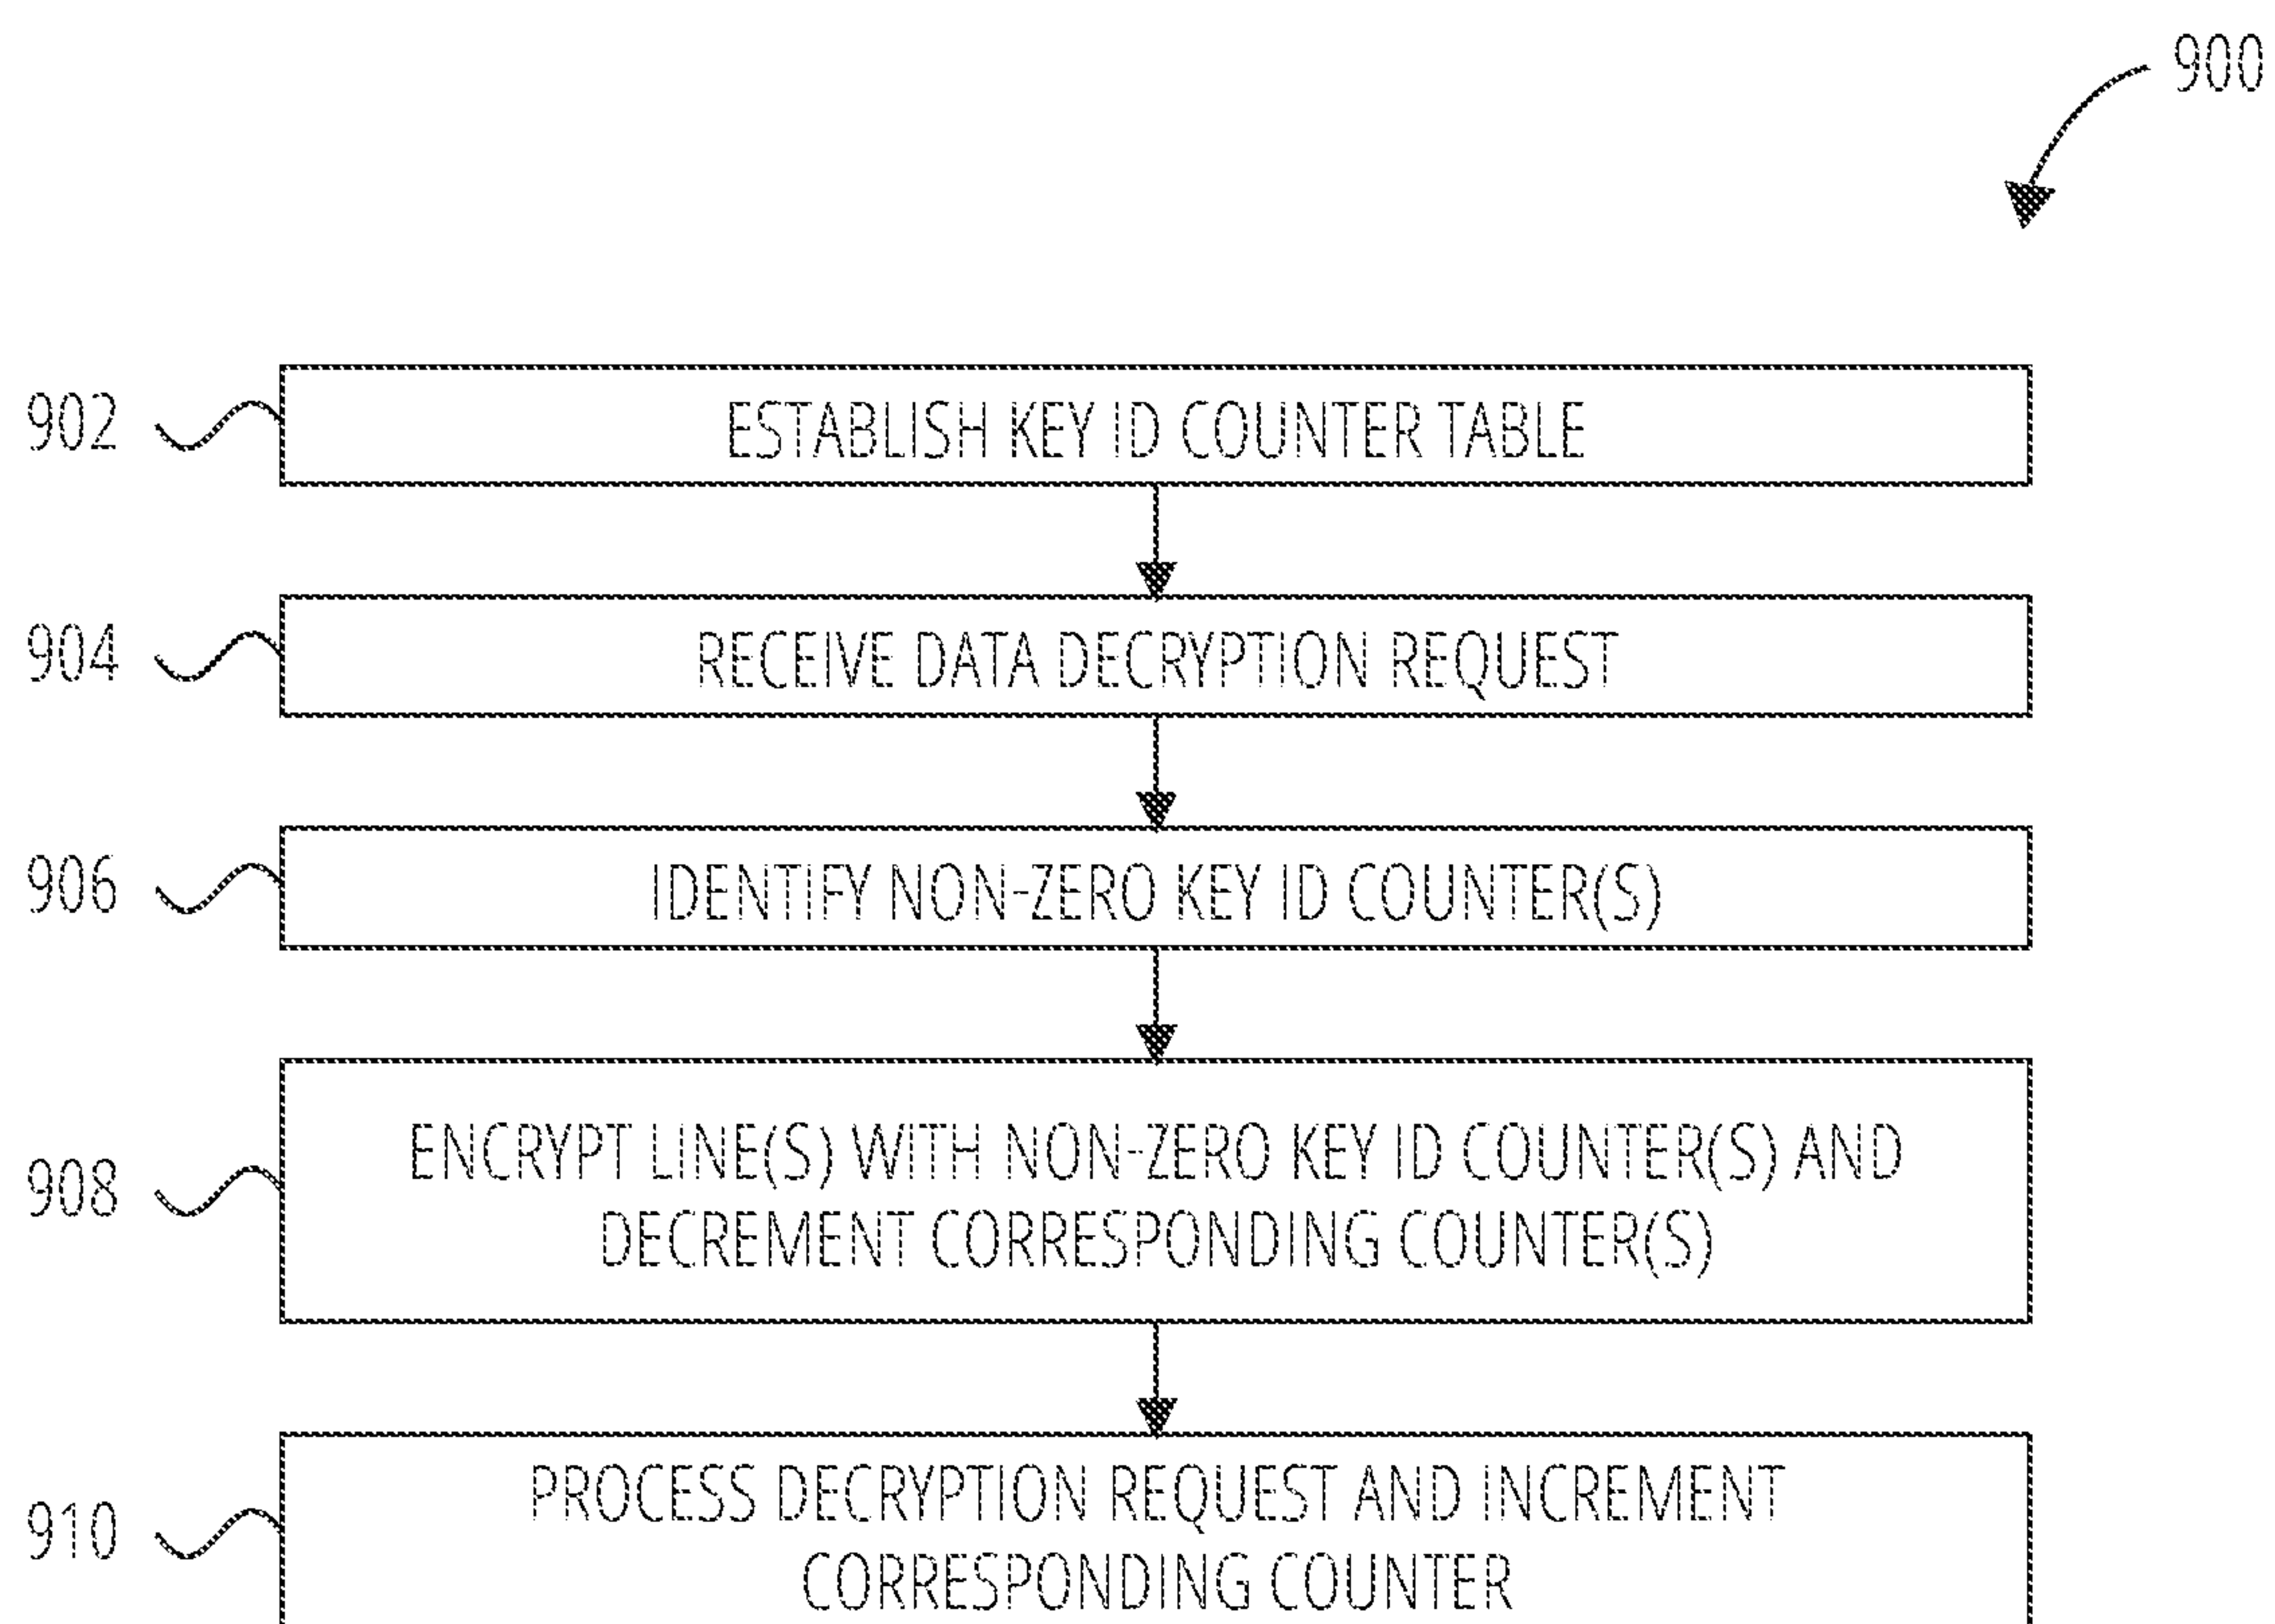 900
902 ESTABLISH KEY ID COUNTER TABLE
904 RECEIVE DATA DECRYPTION REQUEST
906 IDENTIFY NON-ZERO KEY ID COUNTER(S)
908 ENCRYPT LINE(S) WITH NON-ZERO KEY ID COUNTER(S) AND
DECREMENT CORRESPONDING COUNTER(S)
910 PROCESS DECRYPTION REQUEST AND INCREMENT
CORRESPONDING COUNTER